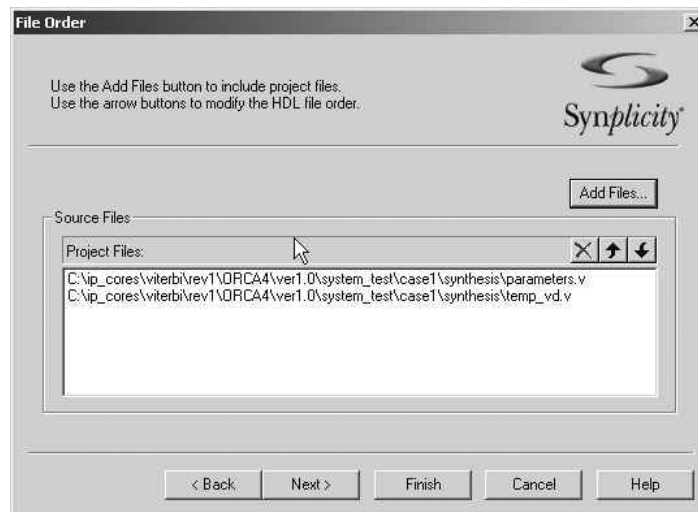 File Order
Use the Add Files button to include project files.
Use the arrow buttons to modify the HDL file order.
Synplicity®
Add Files...
Source Files
Project Files:
C:\ip_cores\viterbi\rev1\ORCA4\ver1.0\system_test\case1\synthesis\parameters.v
C:\ip_cores\viterbi\rev1\ORCA4\ver1.0\system_test\case1\synthesis\temp_vd.v
< Back
Next >
Finish
Cancel
Help